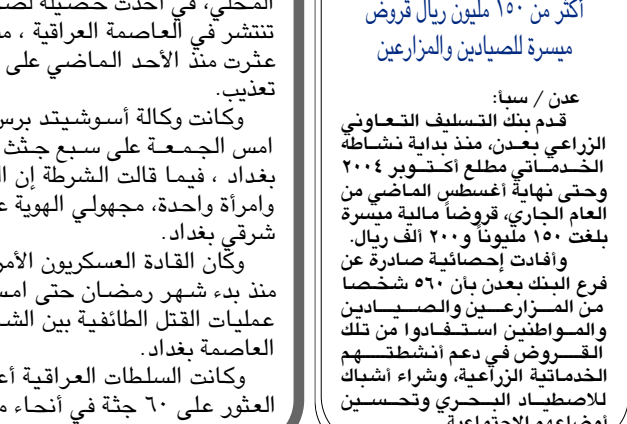 أكثر من ١٥٠ مليون ريال قروض
ميسرة للصيادين والمزارعين
عدن / سبأ:
قدم بنك التسليف التعاوني
الزراعي بعدن، منذ بداية نشاطه
الخدماتي مطلع أكتوبر ٢٠٠٤
وحتى نهاية أغسطس الماضي من
العام الجاري، قروضاً مالية ميسرة
بلغت ١٥٠ مليوناً و٢٠٠ ألف ريال.
وأفادت إحصائية صادرة عن
فرع البنك بعدن بأن ٥٦٠ شخصا
من المزارعين والصيادين
والمواطنين استفادوا من تلك
القروض في دعم أنشطتهم
الخدماتية الزراعية، وشراء أشباك
للاصطياد البحري وتحسين
أوضاعهم الاجتماعية
المحلي، في أحدث حصيلة
تنتشر في العاصمة العراقية ،
عثرت منذ الأحد الماضي على
تعذيب.
وكانت وكالة أسوشيتد برس
امس الجمعة على سبع جثث
بغداد ، فيما قالت الشرطة إن
وامرأة واحدة، مجهولي الهوية
شرقي بغداد.
وكان القادة العسكريون
منذ بدء شهر رمضان حتى
عمليات القتل الطائفية بين
العاصمة بغداد.
وكانت السلطات العراقية
العثور على ٦٠ جثة في أنحاء